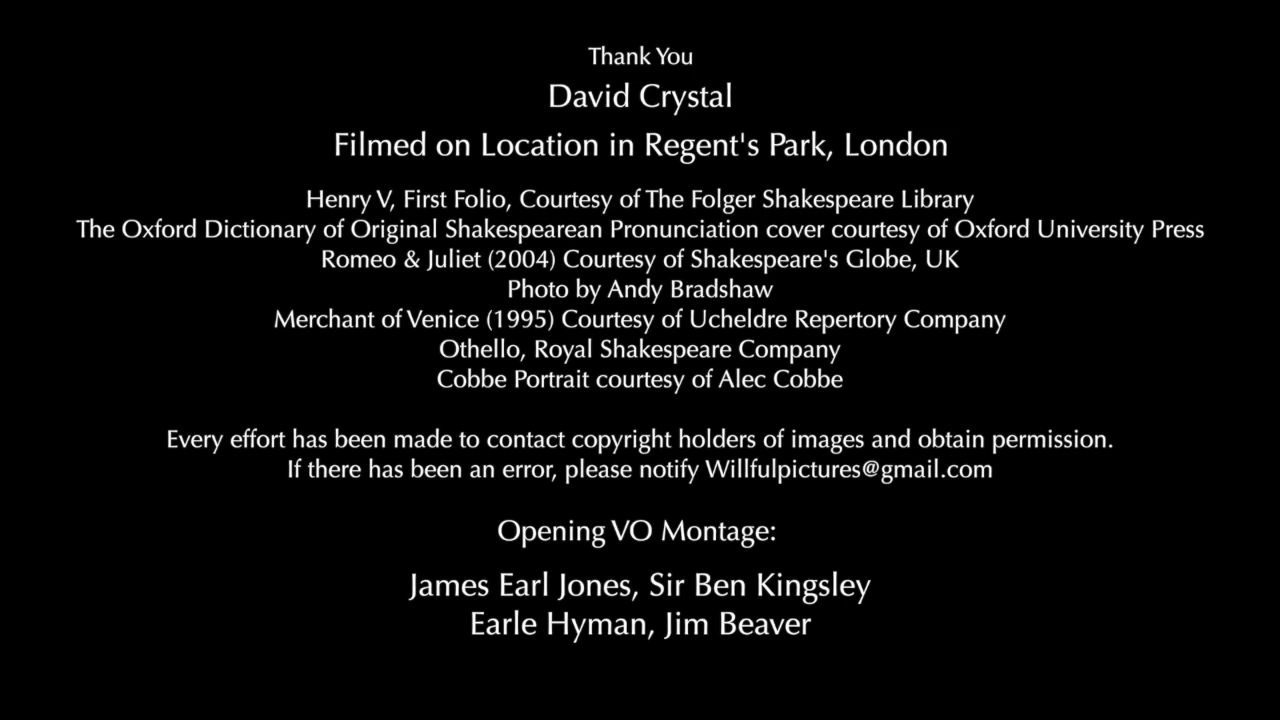 Thank You
David Crystal
Filmed on Location in Regent's Park, London
Henry V, First Folio, Courtesy of The Folger Shakespeare Library
The Oxford Dictionary of Original Shakespearean Pronunciation cover courtesy of Oxford University Press
Romeo & Juliet (2004) Courtesy of Shakespeare's Globe, UK
Photo by Andy Bradshaw
Merchant of Venice (1995) Courtesy of Ucheldre Repertory Company
Othello, Royal Shakespeare Company
Cobbe Portrait courtesy of Alec Cobbe
Every effort has been made to contact copyright holders of images and obtain permission.
If there has been an error, please notify Willfulpictures@gmail.com
Opening VO Montage:
James Earl Jones, Sir Ben Kingsley
Earle Hyman, Jim Beaver